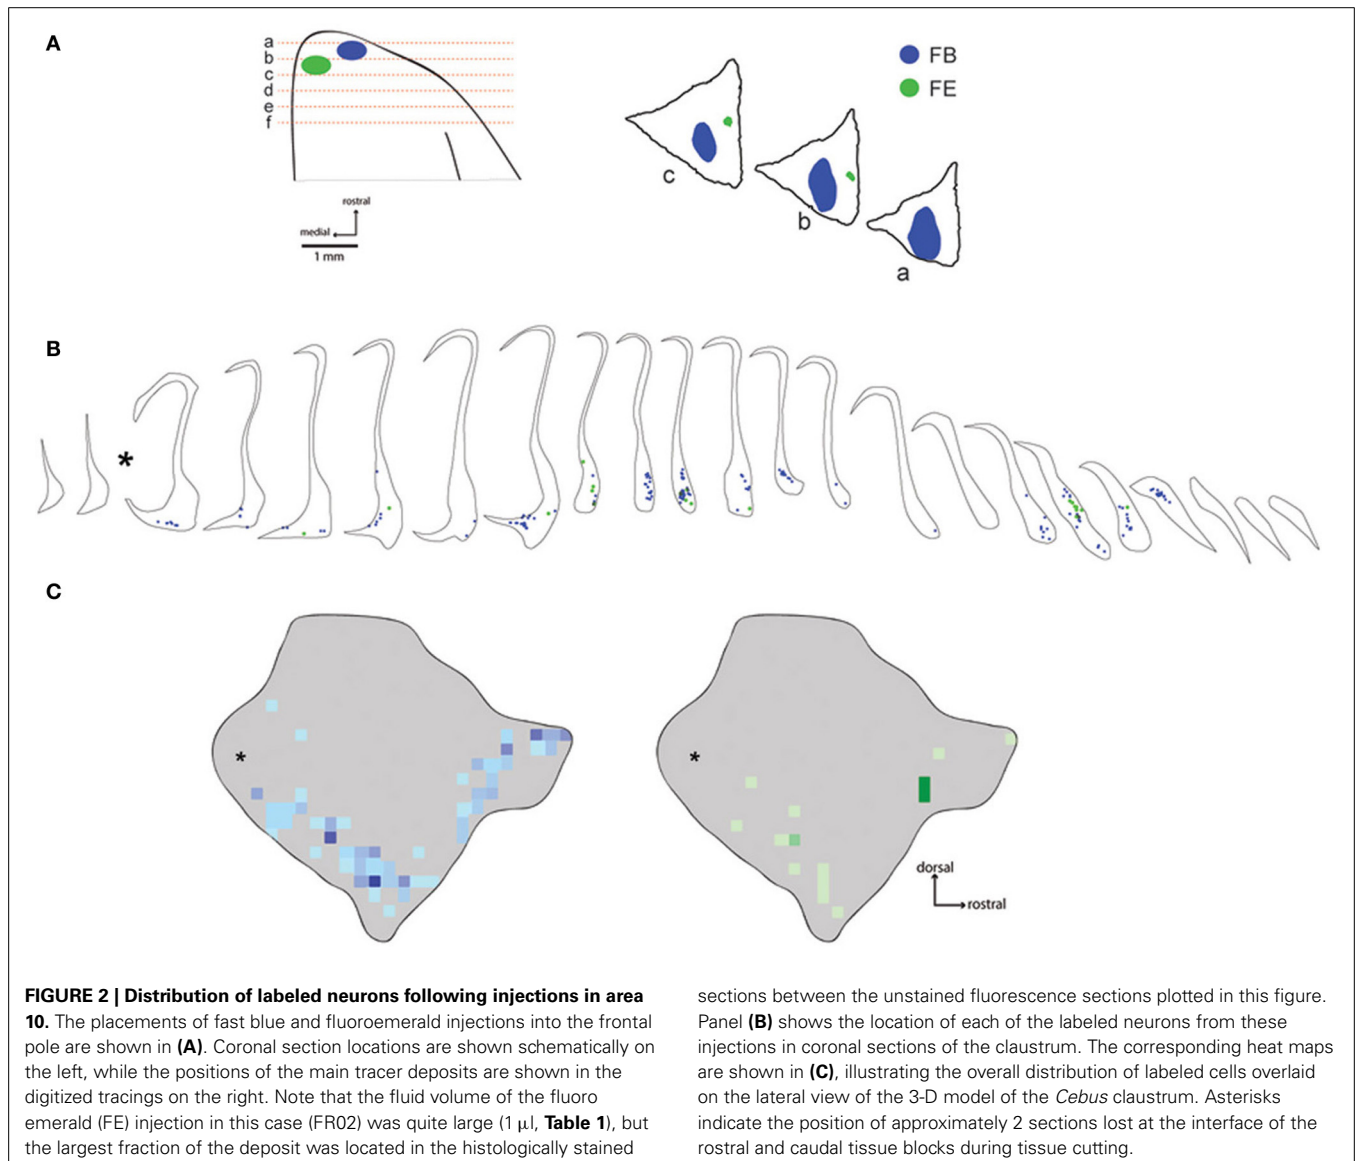 A
a
b
c
d
e
f
rostral
medial
1 mm
FB
FE
c
b
a
B
*
C
*
*
dorsal
rostral
FIGURE 2 | Distribution of labeled neurons following injections in area
10. The placements of fast blue and fluoroemerald injections into the frontal
pole are shown in (A). Coronal section locations are shown schematically on
the left, while the positions of the main tracer deposits are shown in the
digitized tracings on the right. Note that the fluid volume of the fluoro
emerald (FE) injection in this case (FR02) was quite large (1 μl, Table 1), but
the largest fraction of the deposit was located in the histologically stained
sections between the unstained fluorescence sections plotted in this figure.
Panel (B) shows the location of each of the labeled neurons from these
injections in coronal sections of the claustrum. The corresponding heat maps
are shown in (C), illustrating the overall distribution of labeled cells overlaid
on the lateral view of the 3-D model of the Cebus claustrum. Asterisks
indicate the position of approximately 2 sections lost at the interface of the
rostral and caudal tissue blocks during tissue cutting.